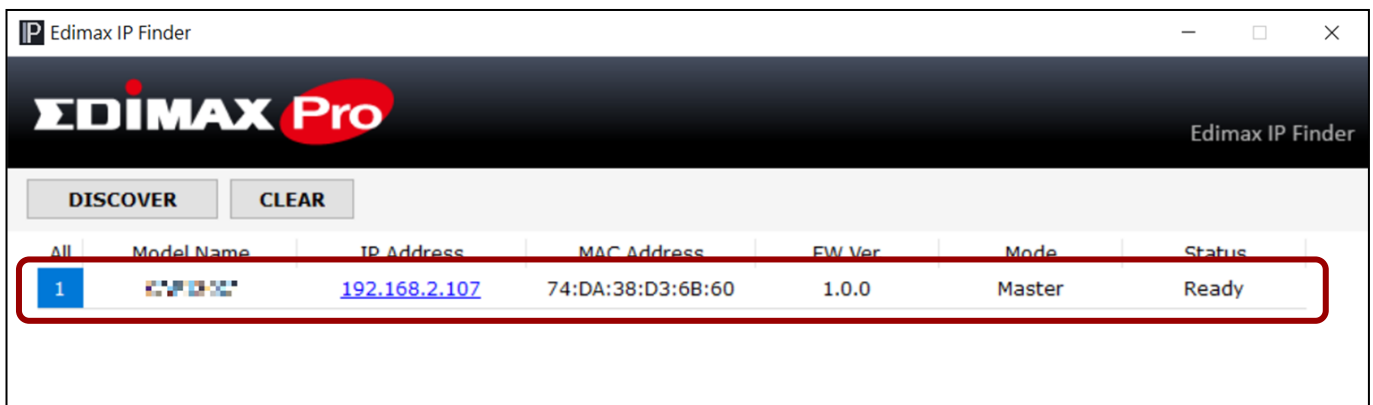 Edimax IP Finder
EDIMAX Pro
Edimax IP Finder
DISCOVER CLEAR
All Model Name IP Address MAC Address FW Ver Mode Status
1 192.168.2.107 74:DA:38:D3:6B:60 1.0.0 Master Ready